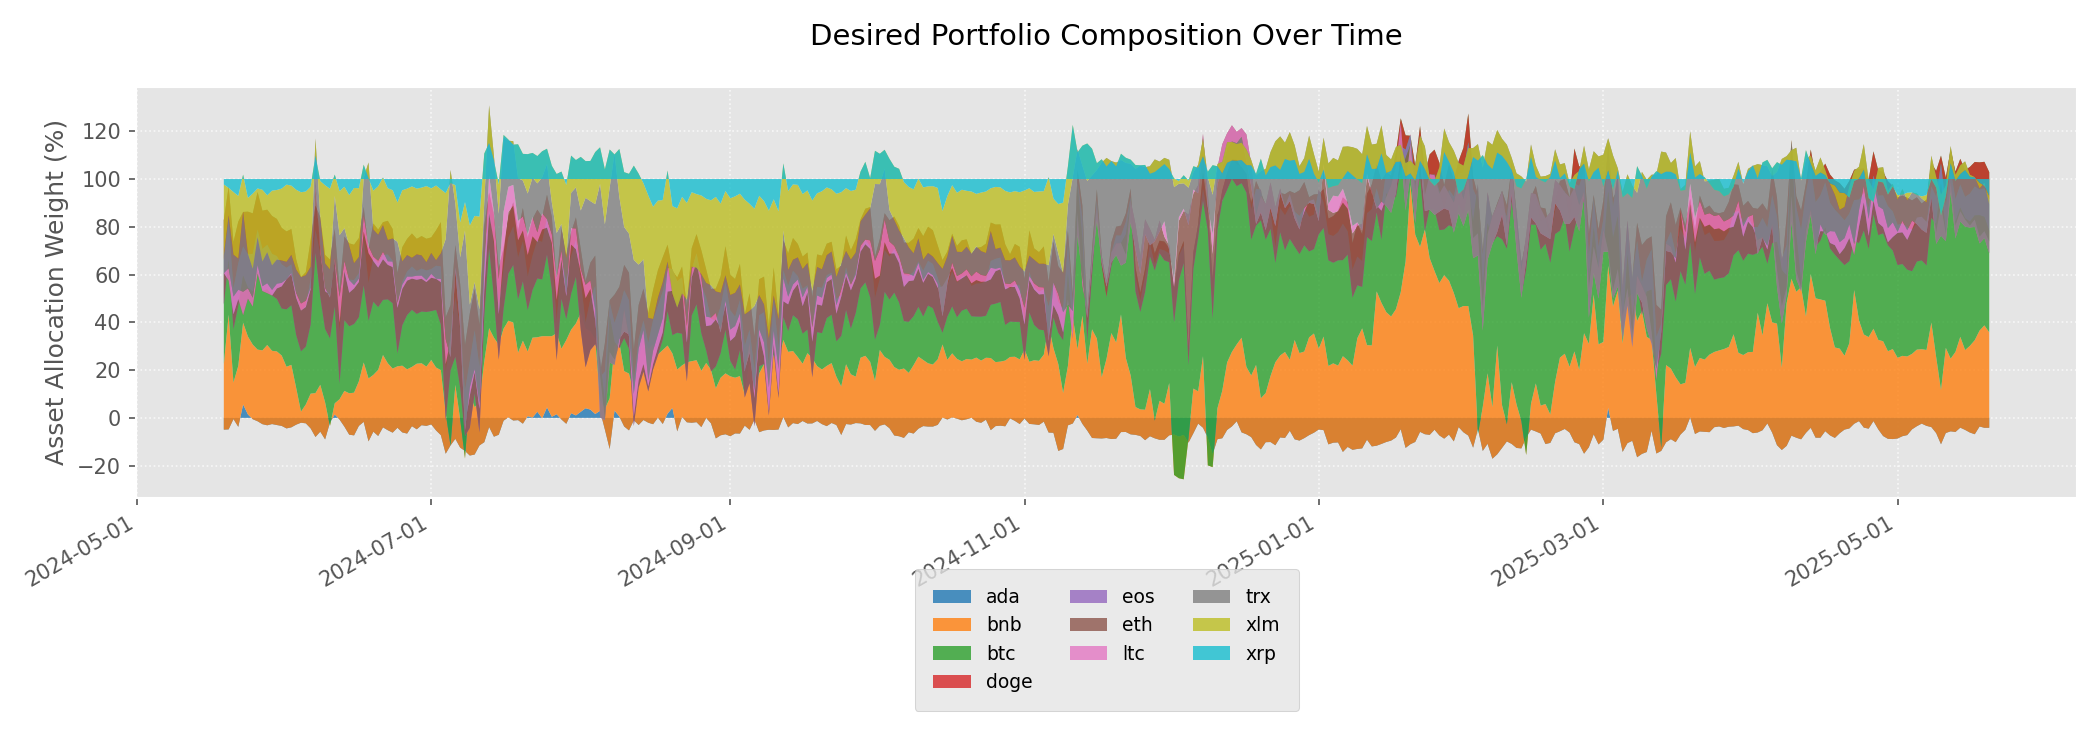 Desired Portfolio Composition Over Time
Asset Allocation Weight (%)
120
100
80
60
40
20
0
−20
2024-05-01
2024-07-01
2024-09-01
2024-11-01
2025-01-01
2025-03-01
2025-05-01
ada
bnb
btc
doge
eos
eth
ltc
trx
xlm
xrp